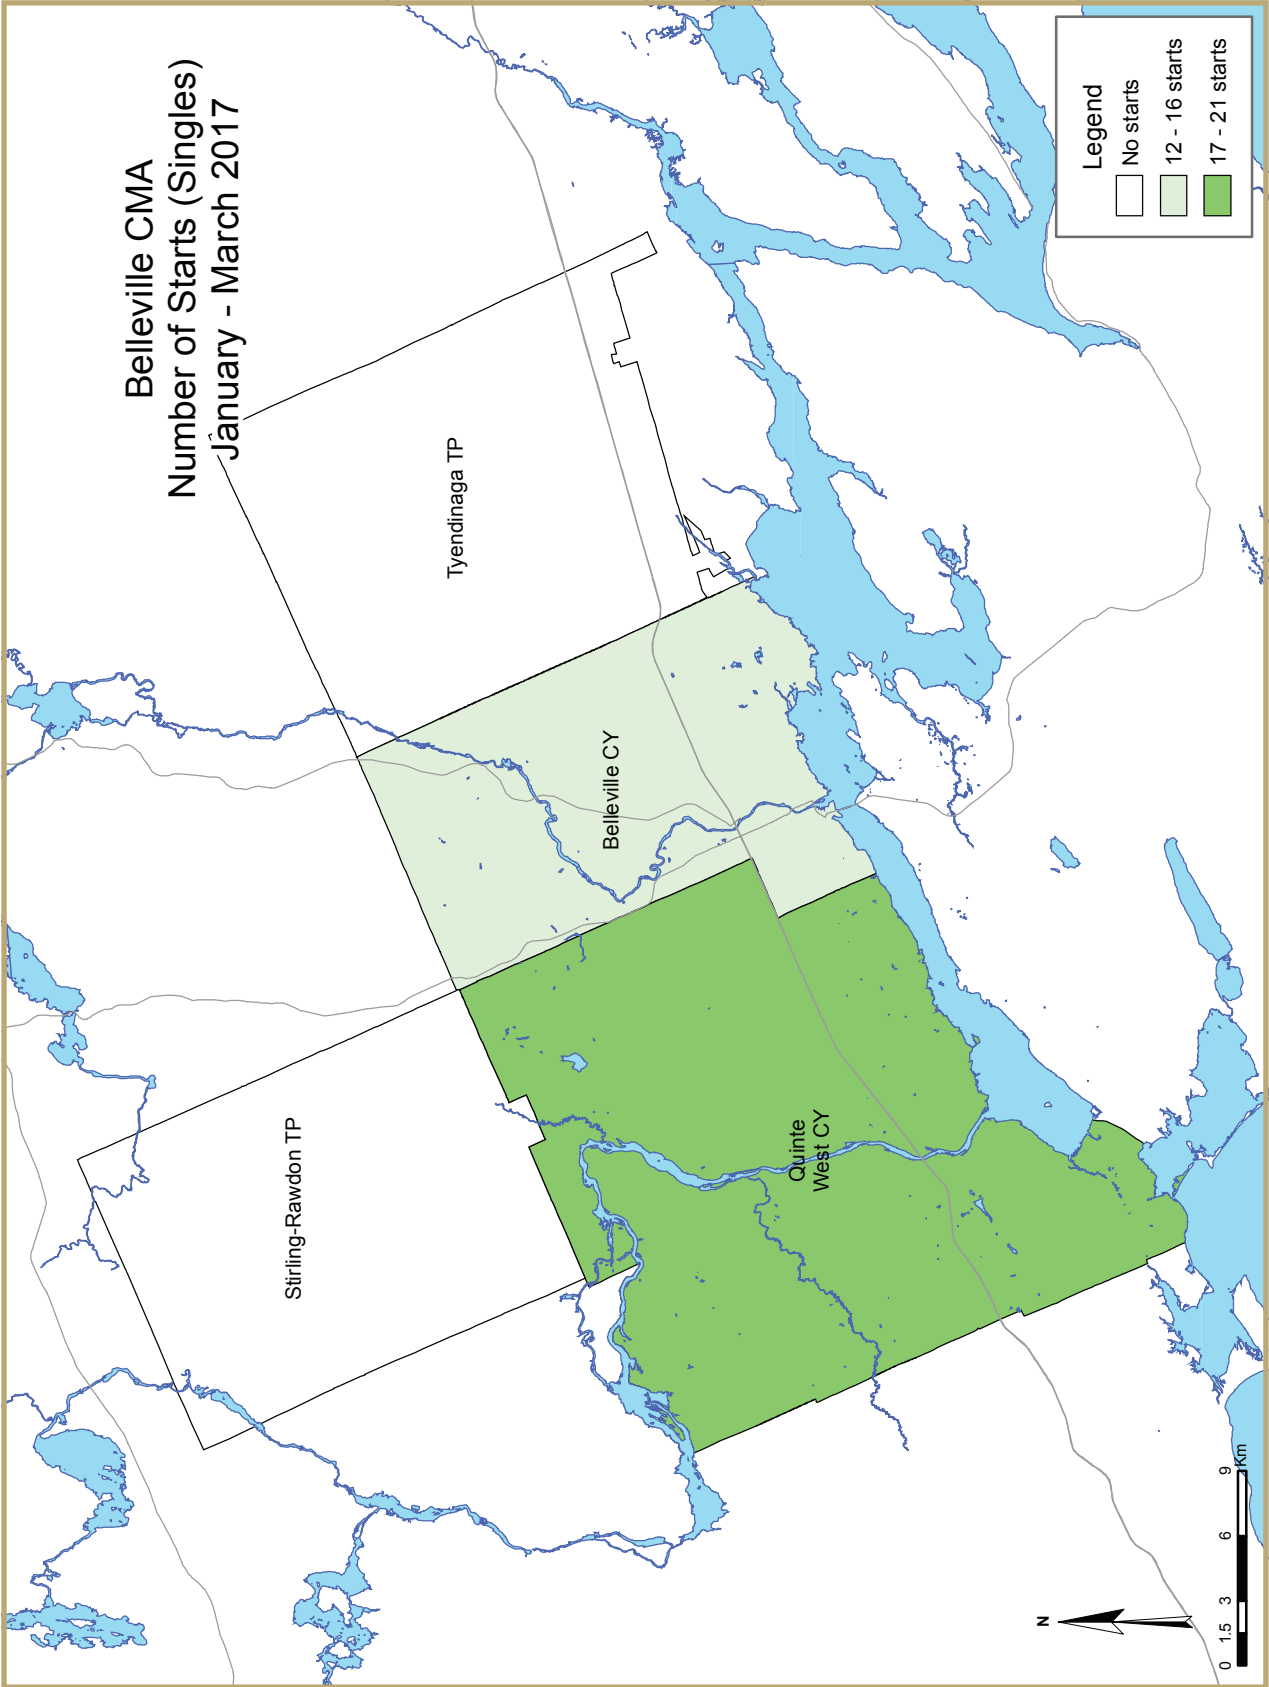 Belleville CMA
Number of Starts (Singles)
January - March 2017
Stirling-Rawdon TP
Tyendinaga TP
Belleville CY
Quinte
West CY
N
0 1.5 3 6 9
Km
Legend
No starts
12 - 16 starts
17 - 21 starts